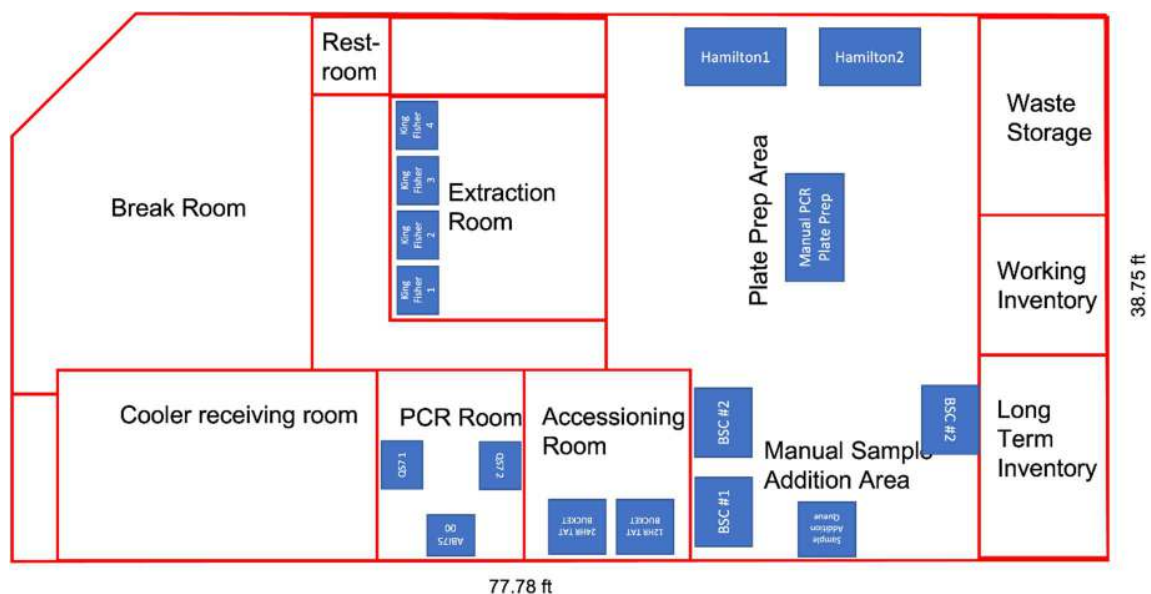 Rest-
room
Hamilton1
Hamilton2
Waste
Storage
King
Fisher
4
King
Fisher
3
King
Fisher
2
King
Fisher
1
Extraction
Room
Break Room
Plate Prep Area
Manual PCR
Plate Prep
Working
Inventory
38.75 ft
Cooler receiving room
PCR Room
QS7 1
QS7 2
ABI75
00
Accessioning
Room
24HR TAT
BUCKET
12HR TAT
BUCKET
BSC #2
BSC #1
Manual Sample
Addition Area
BSC #2
Sample
Addition
Queue
Long
Term
Inventory
77.78 ft